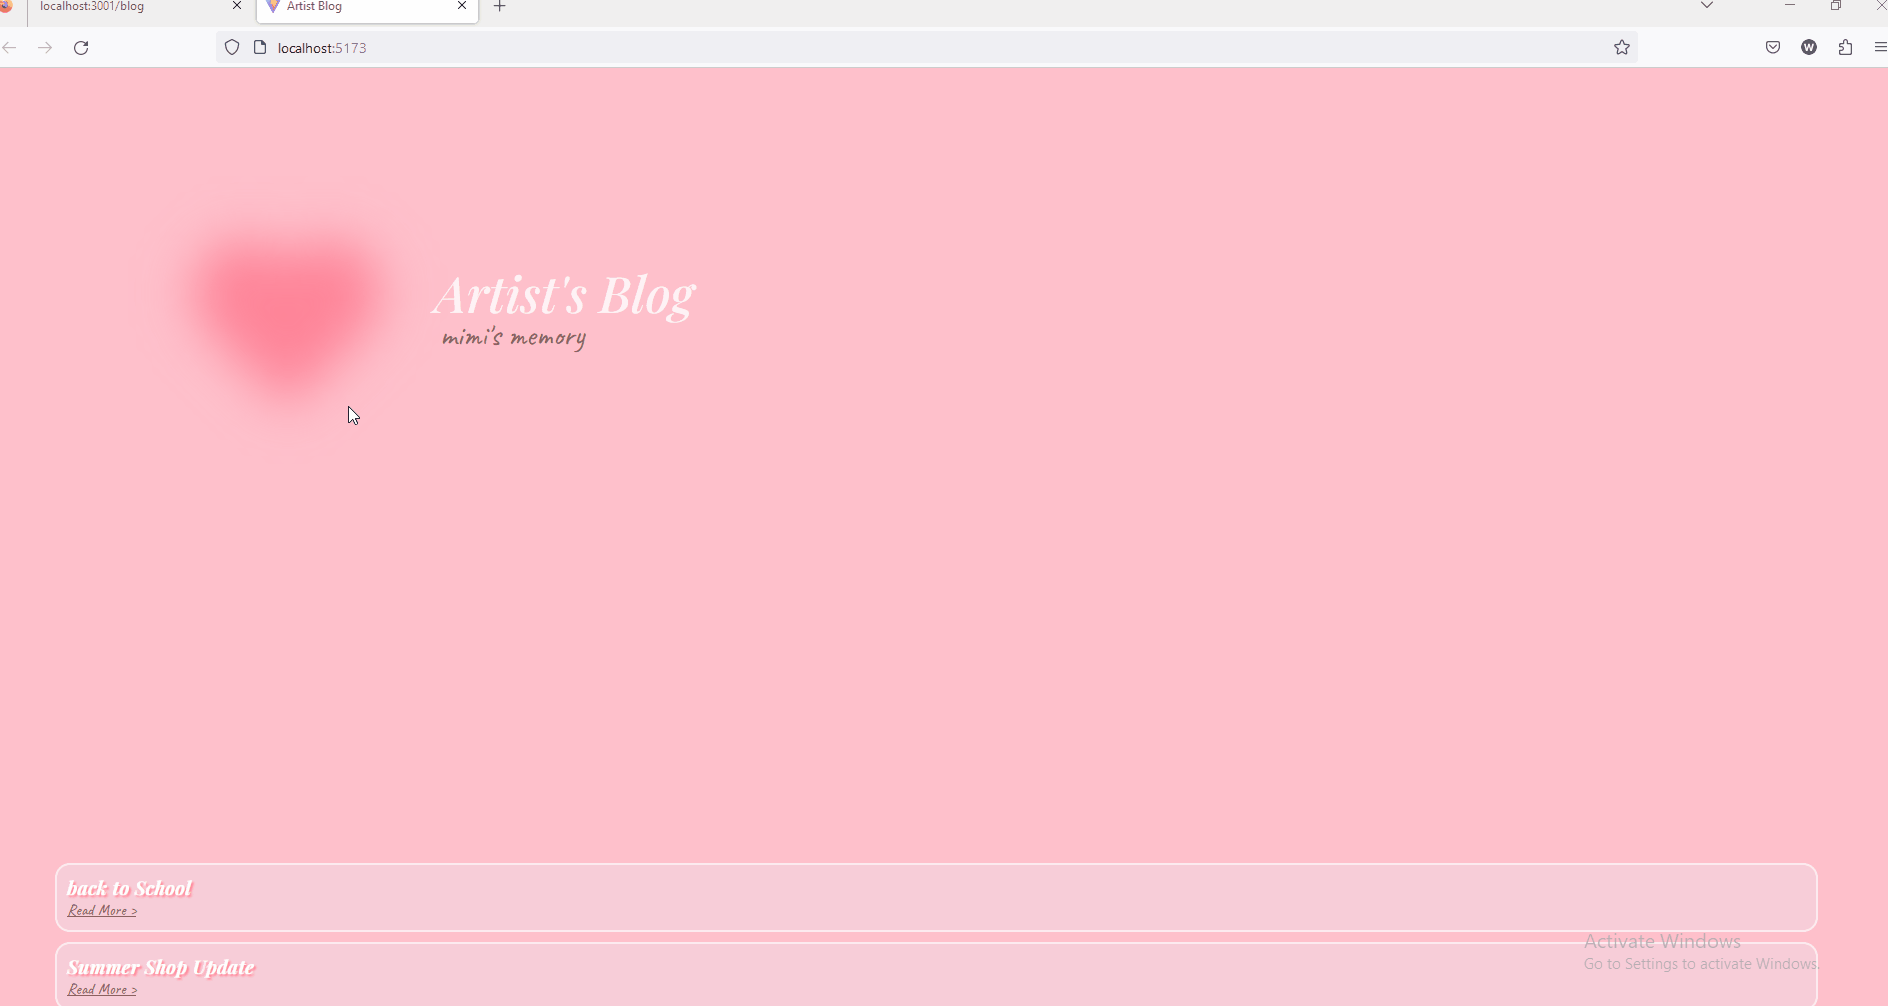 localhost:3001/blog
Artist Blog
localhost:5173
W
Artist's Blog
mimi's memory
back to School
Read More >
Summer Shop Update
Read More >
Activate Windows
Go to Settings to activate Windows.